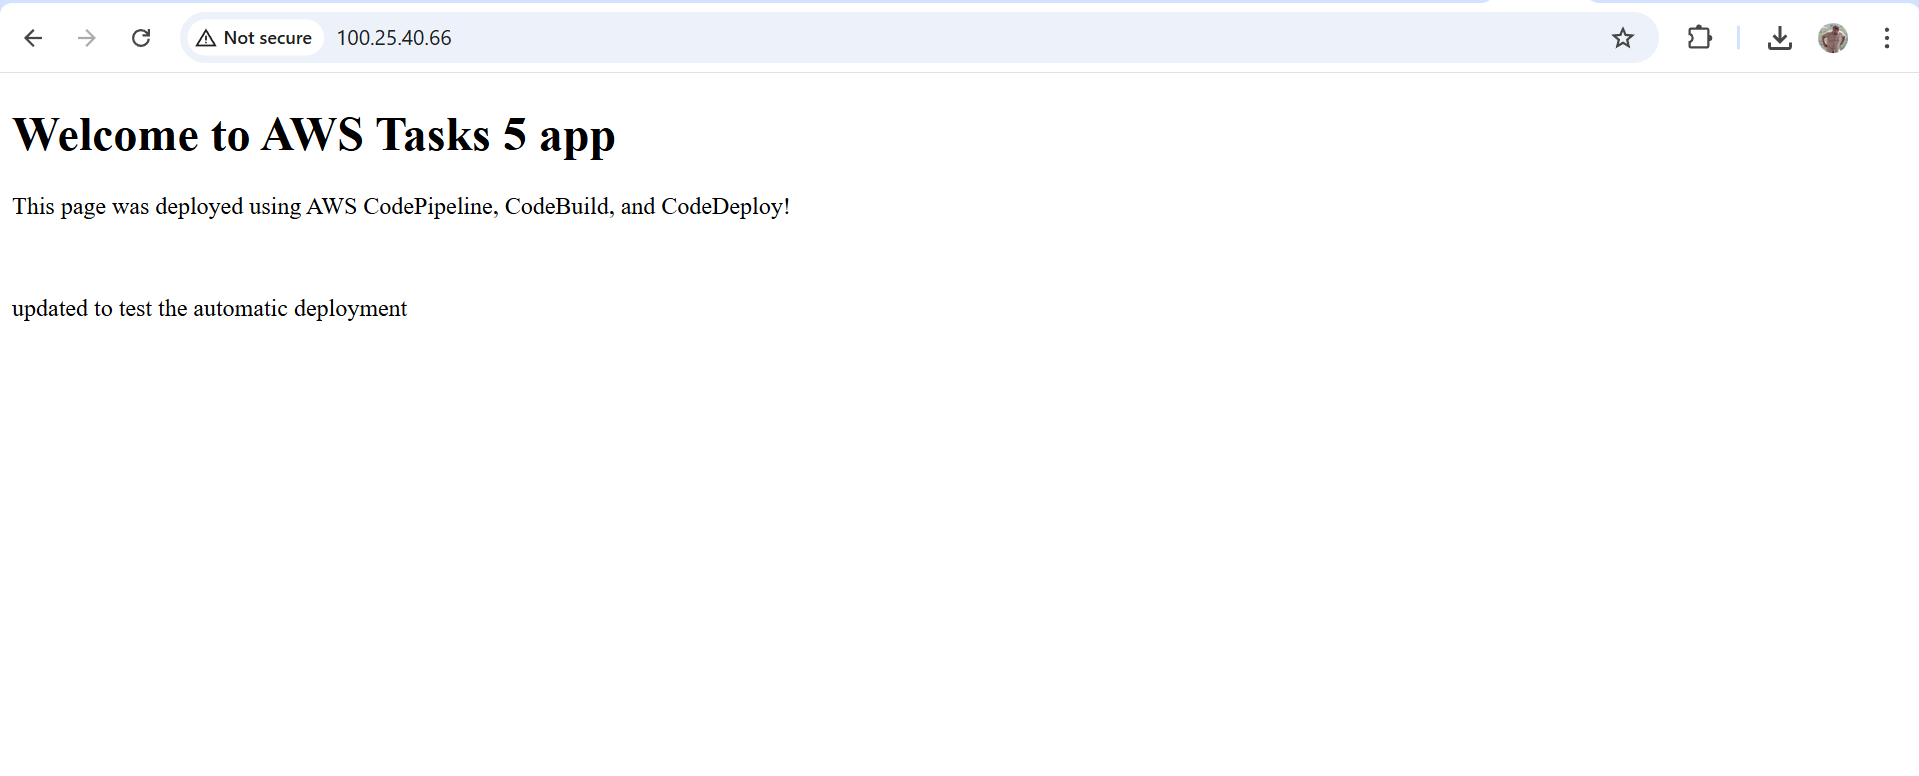 Not secure 100.25.40.66
Welcome to AWS Tasks 5 app
This page was deployed using AWS CodePipeline, CodeBuild, and CodeDeploy!
updated to test the automatic deployment